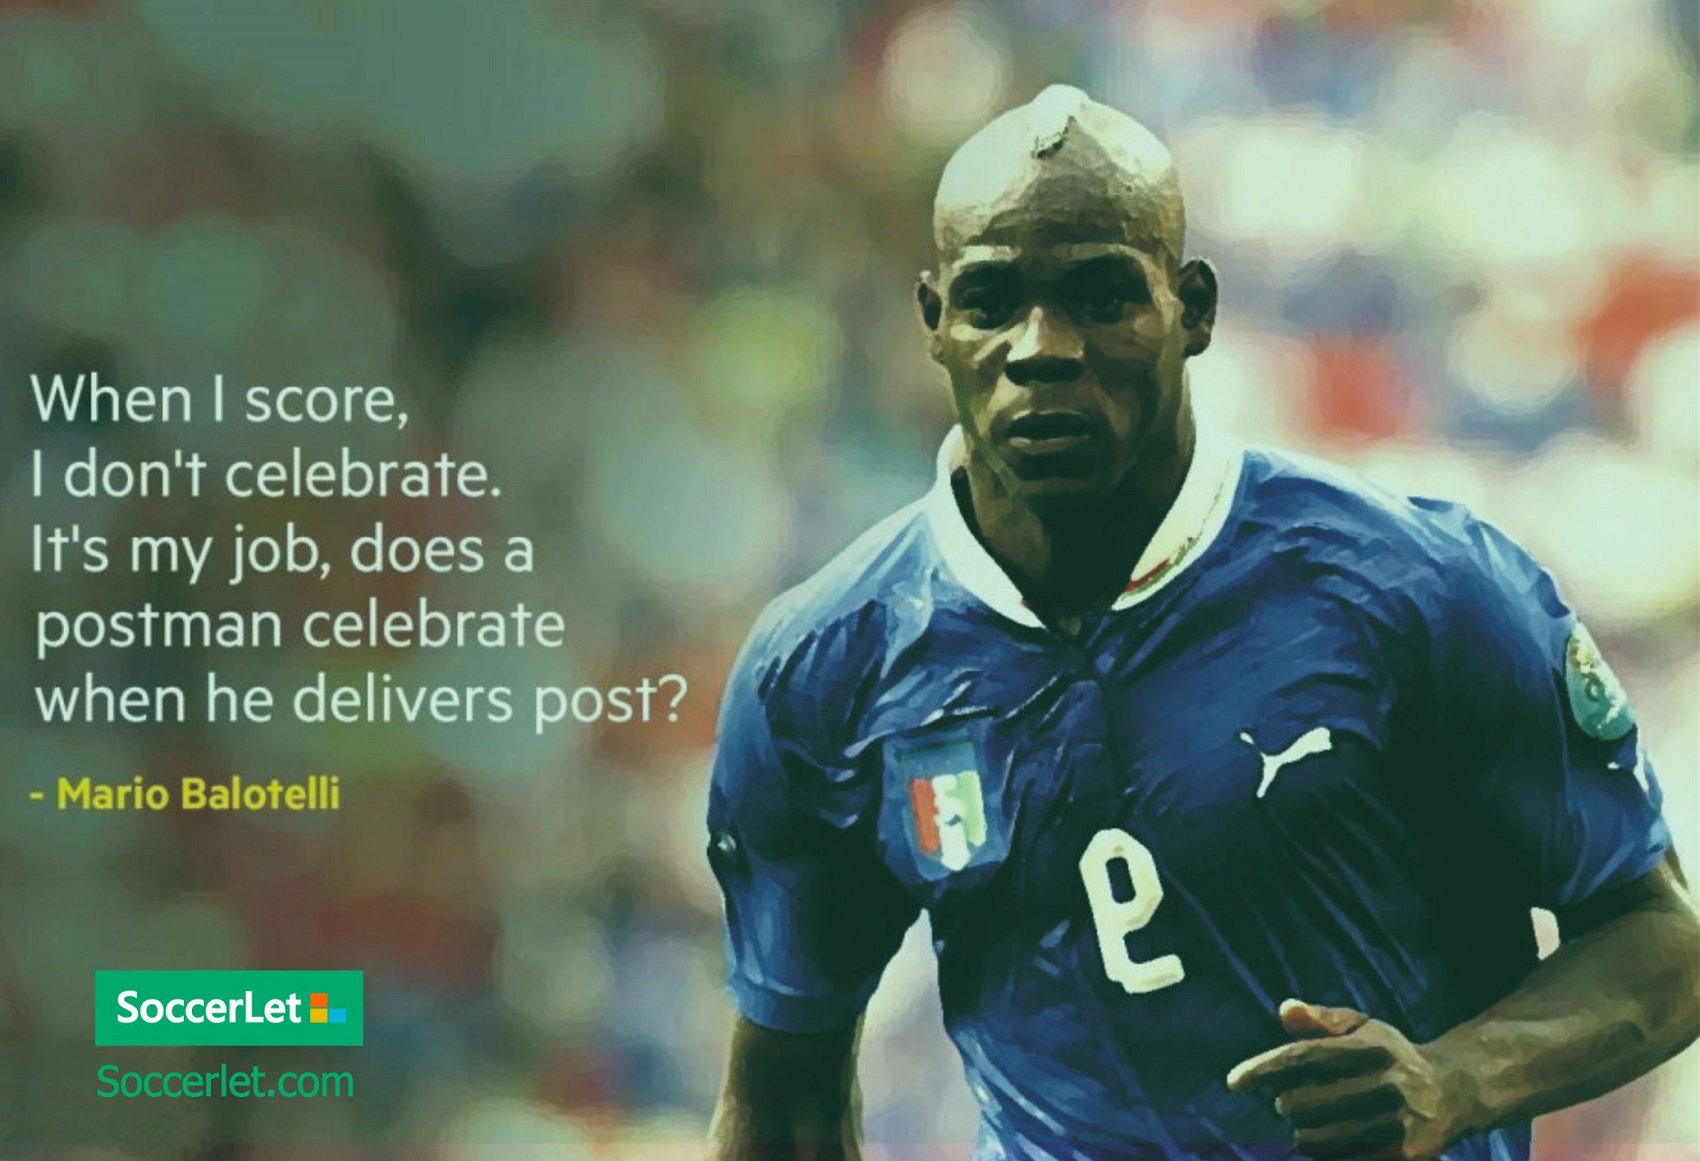 When I score,
I don't celebrate.
It's my job, does a
postman celebrate
when he delivers post?
- Mario Balotelli
SoccerLet
Soccerlet.com
9